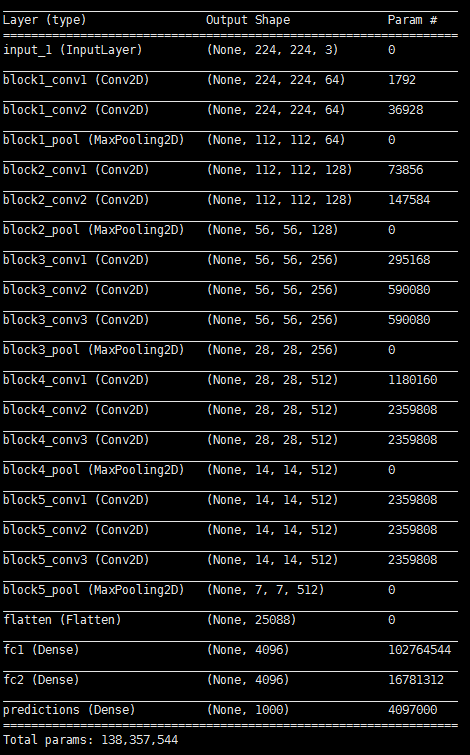 Layer (type) Output Shape Param #
input_1 (InputLayer) (None, 224, 224, 3) 0
block1_conv1 (Conv2D) (None, 224, 224, 64) 1792
block1_conv2 (Conv2D) (None, 224, 224, 64) 36928
block1_pool (MaxPooling2D) (None, 112, 112, 64) 0
block2_conv1 (Conv2D) (None, 112, 112, 128) 73856
block2_conv2 (Conv2D) (None, 112, 112, 128) 147584
block2_pool (MaxPooling2D) (None, 56, 56, 128) 0
block3_conv1 (Conv2D) (None, 56, 56, 256) 295168
block3_conv2 (Conv2D) (None, 56, 56, 256) 590080
block3_conv3 (Conv2D) (None, 56, 56, 256) 590080
block3_pool (MaxPooling2D) (None, 28, 28, 256) 0
block4_conv1 (Conv2D) (None, 28, 28, 512) 1180160
block4_conv2 (Conv2D) (None, 28, 28, 512) 2359808
block4_conv3 (Conv2D) (None, 28, 28, 512) 2359808
block4_pool (MaxPooling2D) (None, 14, 14, 512) 0
block5_conv1 (Conv2D) (None, 14, 14, 512) 2359808
block5_conv2 (Conv2D) (None, 14, 14, 512) 2359808
block5_conv3 (Conv2D) (None, 14, 14, 512) 2359808
block5_pool (MaxPooling2D) (None, 7, 7, 512) 0
flatten (Flatten) (None, 25088) 0
fc1 (Dense) (None, 4096) 102764544
fc2 (Dense) (None, 4096) 16781312
predictions (Dense) (None, 1000) 4097000
Total params: 138,357,544